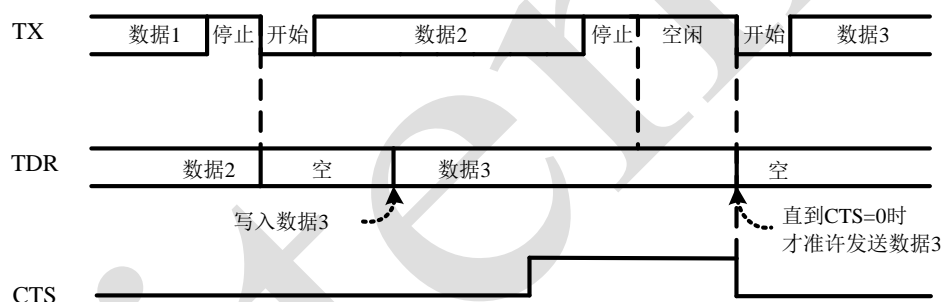 TX 数据1 停止 开始 数据2 停止 空闲 开始 数据3
TDR 数据2 空 数据3 空
写入数据3
直到CTS=0时
才准许发送数据3
CTS